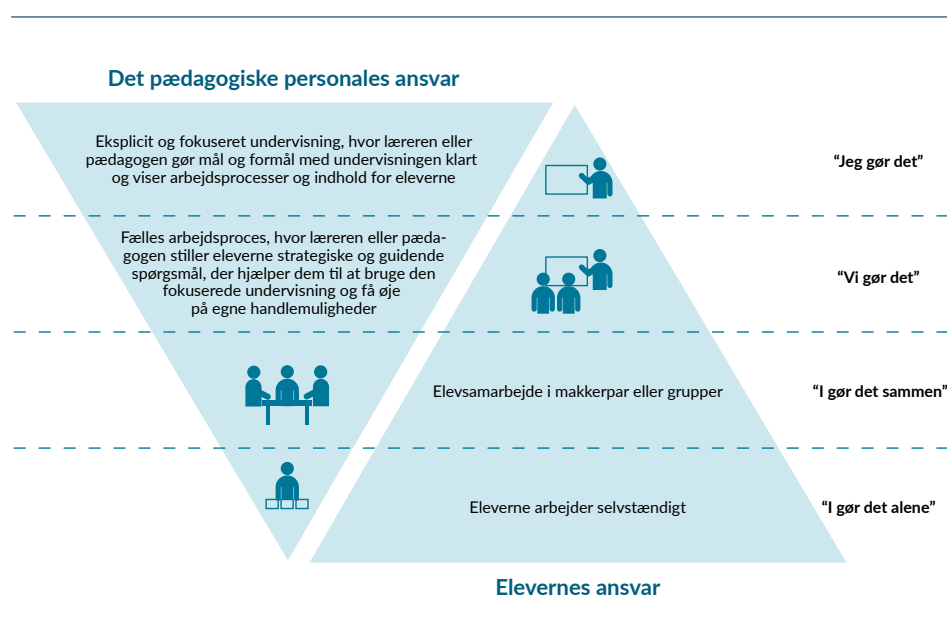 Det pædagogiske personales ansvar
Eksplicit og fokuseret undervisning, hvor læreren eller
pædagogen gør mål og formål med undervisningen klart
og viser arbejdsprocesser og indhold for eleverne
“Jeg gør det”
Fælles arbejdsproces, hvor læreren eller pæda-
gogen stiller eleverne strategiske og guidende
spørgsmål, der hjælper dem til at bruge den
fokuserede undervisning og få øje
på egne handlemuligheder
“Vi gør det”
Elevsamarbejde i makkerpar eller grupper
“I gør det sammen”
Eleverne arbejder selvstændigt
“I gør det alene”
Elevernes ansvar